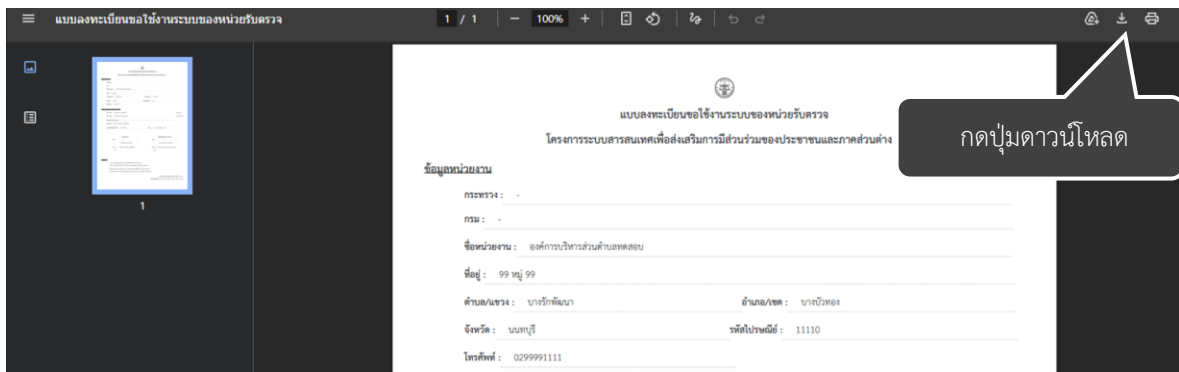 แบบลงทะเบียนขอใช้งานระบบของหน่วยรับตรวจ
1 / 1
100%
กดปุ่มดาวน์โหลด
1
แบบลงทะเบียนขอใช้งานระบบของหน่วยรับตรวจ
โครงการระบบสารสนเทศเพื่อส่งเสริมการมีส่วนร่วมของประชาชนและภาคส่วนต่าง
ข้อมูลหน่วยงาน
กระทรวง : -
กรม : -
ชื่อหน่วยงาน : องค์การบริหารส่วนตำบลทดสอบ
ที่อยู่ : 99 หมู่ 99
ตำบล/แขวง : บางรักพัฒนา อำเภอ/เขต : บางบัวทอง
จังหวัด : นนทบุรี รหัสไปรษณีย์ : 11110
โทรศัพท์ : 0299991111